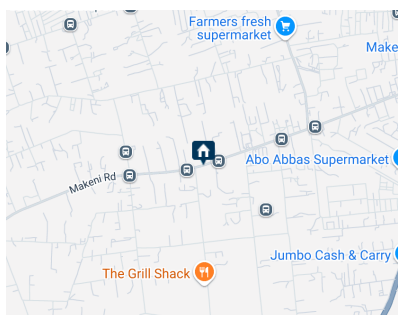 Farmers fresh
supermarket
Make
Abo Abbas Supermarket
Makeni Rd
Jumbo Cash & Carry
The Grill Shack